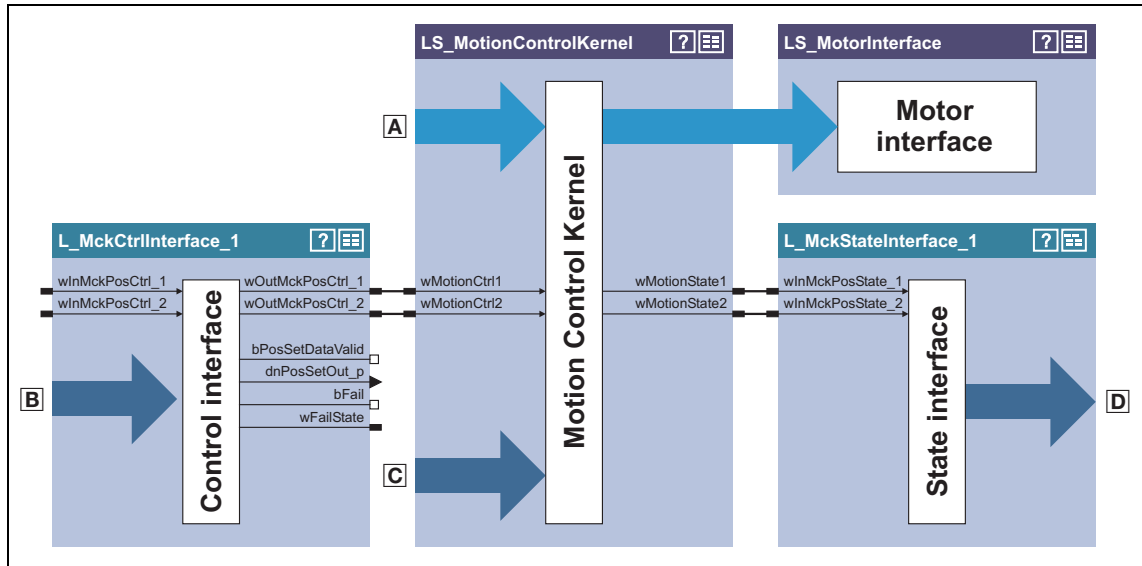 LS_MotionControlKernel ?
LS_MotorInterface ?
A
Motor
interface
Motion Control Kernel
L_MckCtrlInterface_1 ?
wInMckPosCtrl_1
wInMckPosCtrl_2
Control interface
wOutMckPosCtrl_1
wOutMckPosCtrl_2
bPosSetDataValid
dnPosSetOut_p
bFail
wFailState
B
wMotionCtrl1
wMotionCtrl2
C
wMotionState1
wMotionState2
L_MckStateInterface_1 ?
wInMckPosState_1
wInMckPosState_2
State interface
D